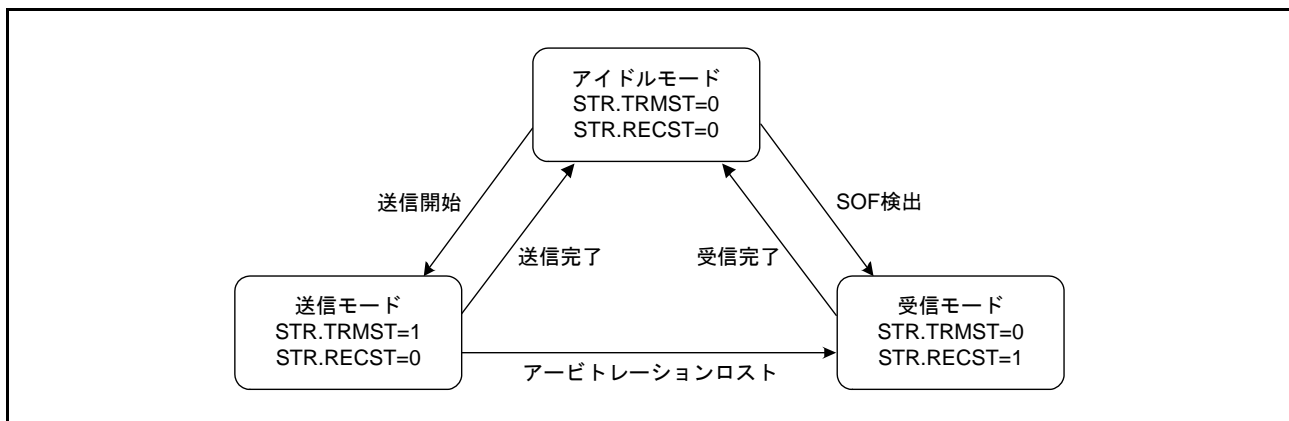 アイドルモード
STR.TRMST=0
STR.RECST=0
送信開始
SOF検出
送信完了
受信完了
送信モード
STR.TRMST=1
STR.RECST=0
受信モード
STR.TRMST=0
STR.RECST=1
アービトレーションロスト